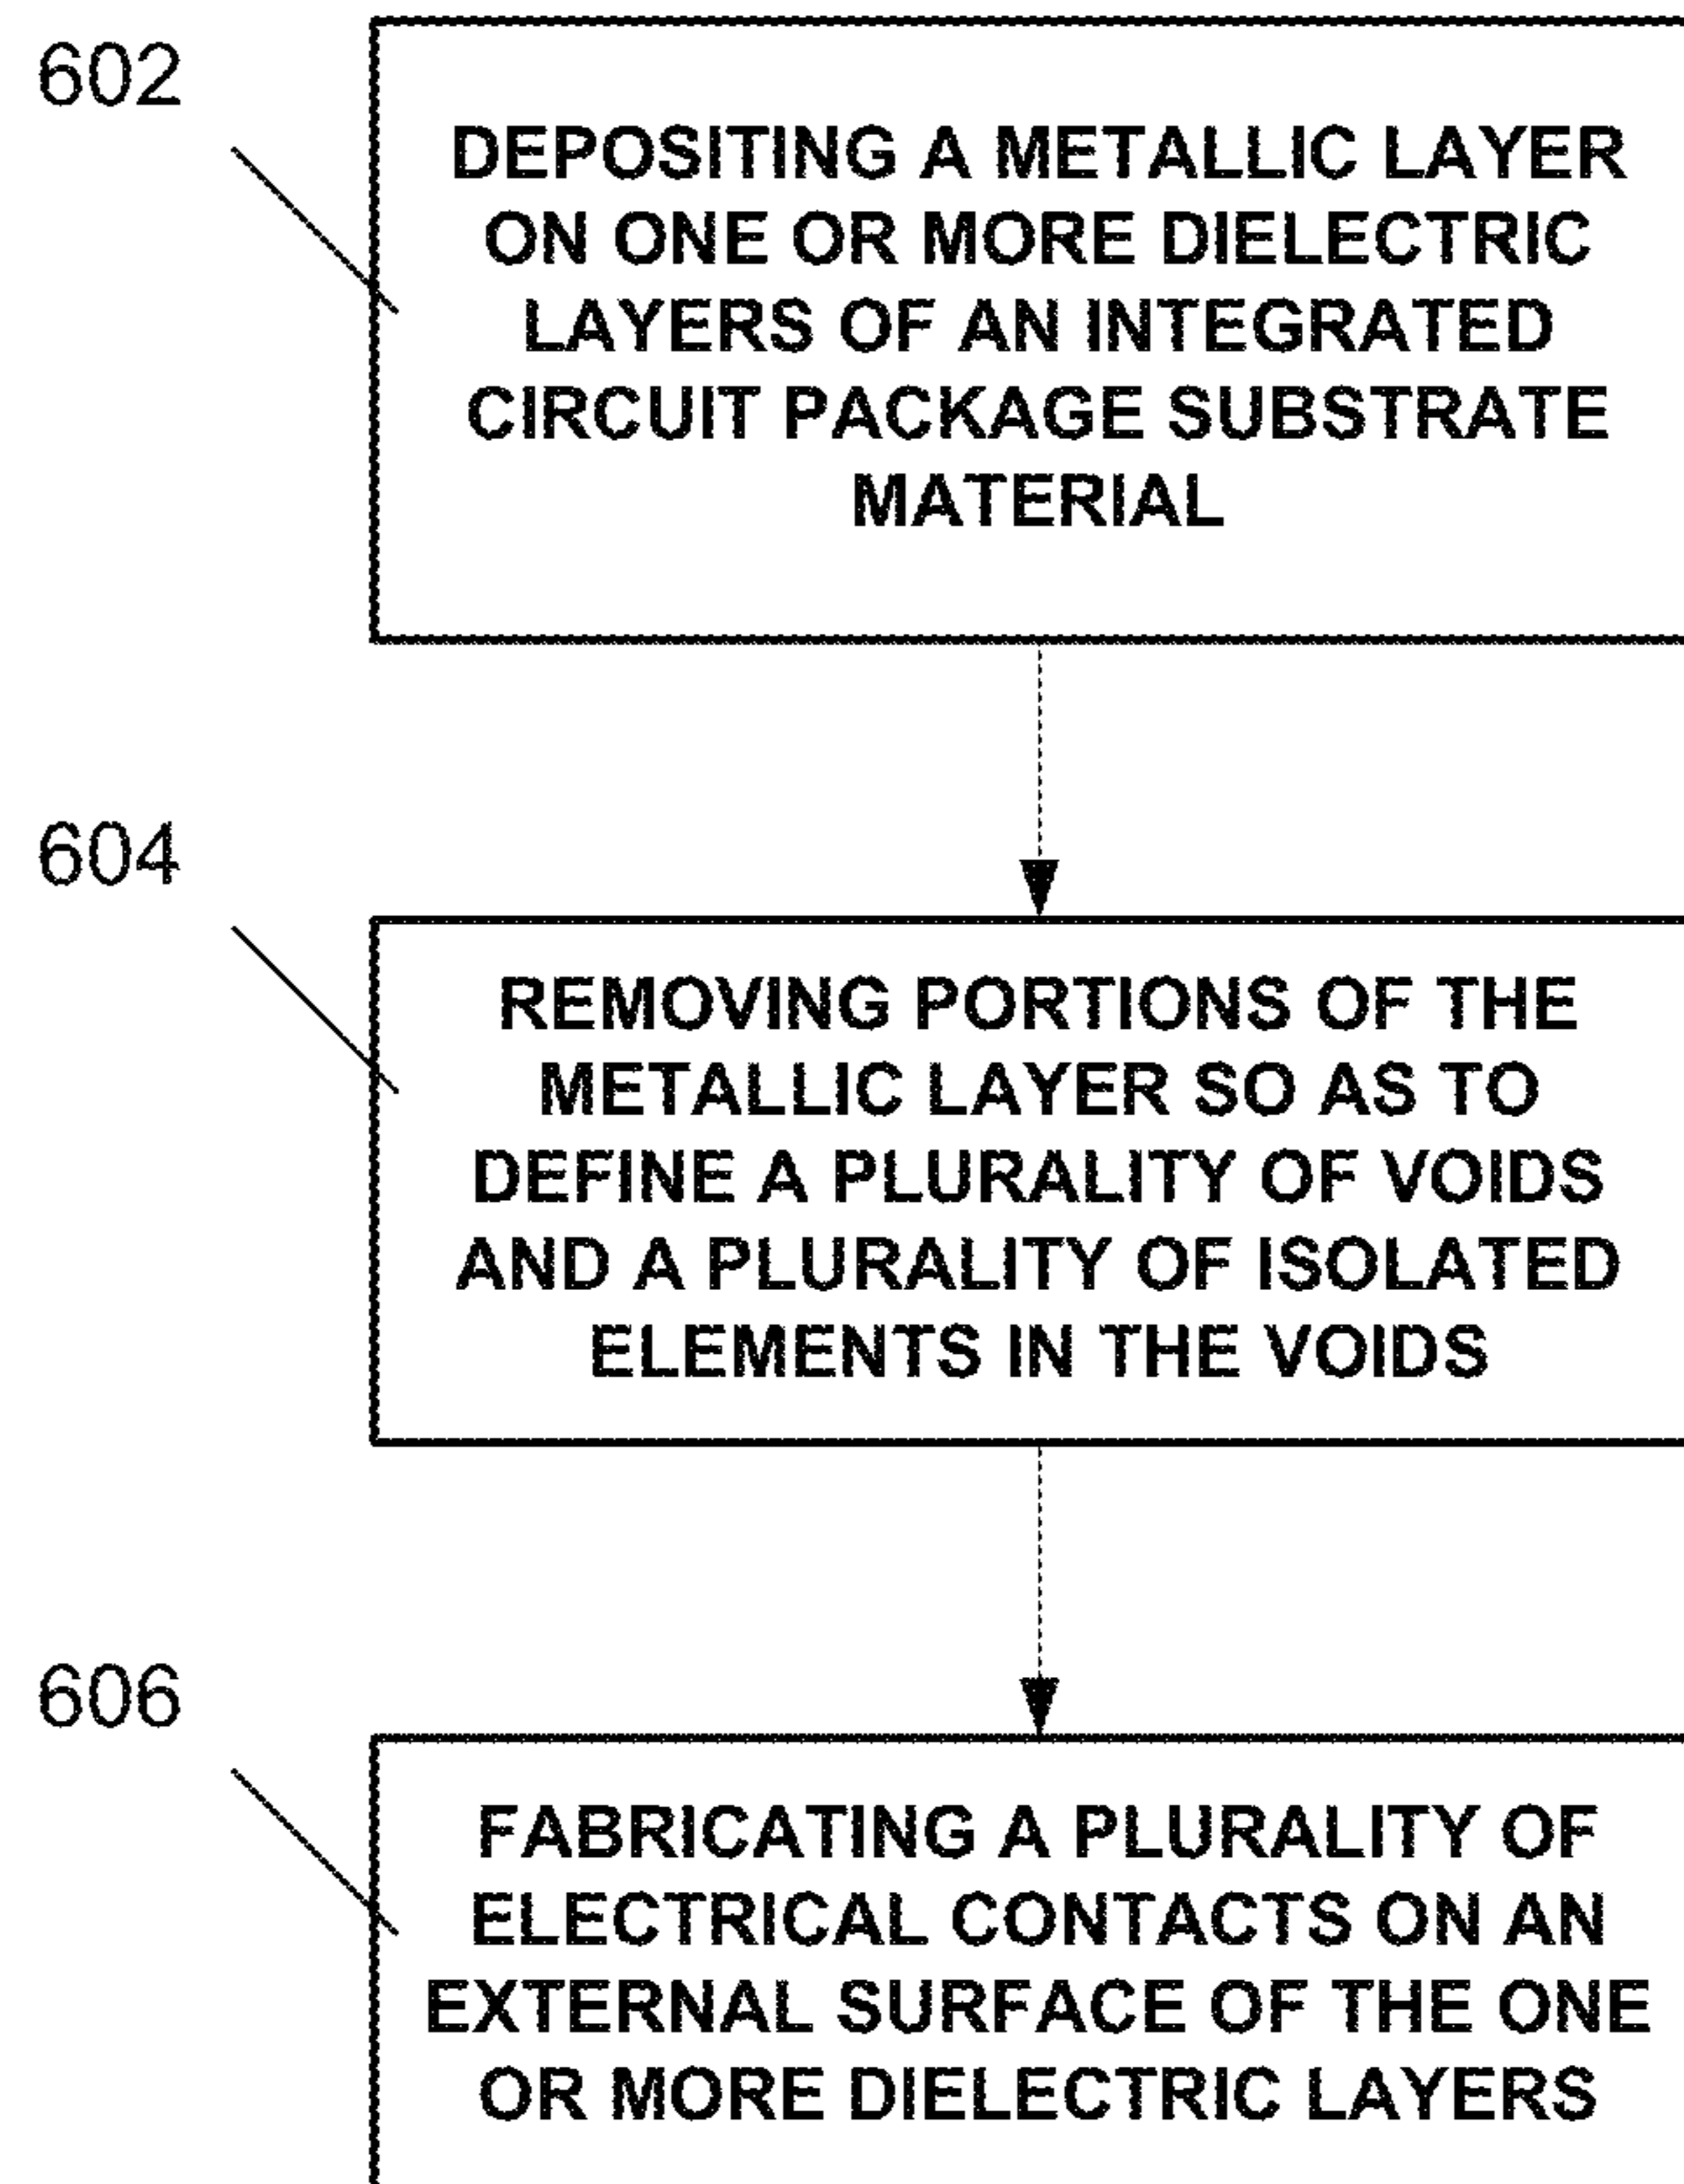 602
DEPOSITING A METALLIC LAYER
ON ONE OR MORE DIELECTRIC
LAYERS OF AN INTEGRATED
CIRCUIT PACKAGE SUBSTRATE
MATERIAL
604
REMOVING PORTIONS OF THE
METALLIC LAYER SO AS TO
DEFINE A PLURALITY OF VOIDS
AND A PLURALITY OF ISOLATED
ELEMENTS IN THE VOIDS
606
FABRICATING A PLURALITY OF
ELECTRICAL CONTACTS ON AN
EXTERNAL SURFACE OF THE ONE
OR MORE DIELECTRIC LAYERS